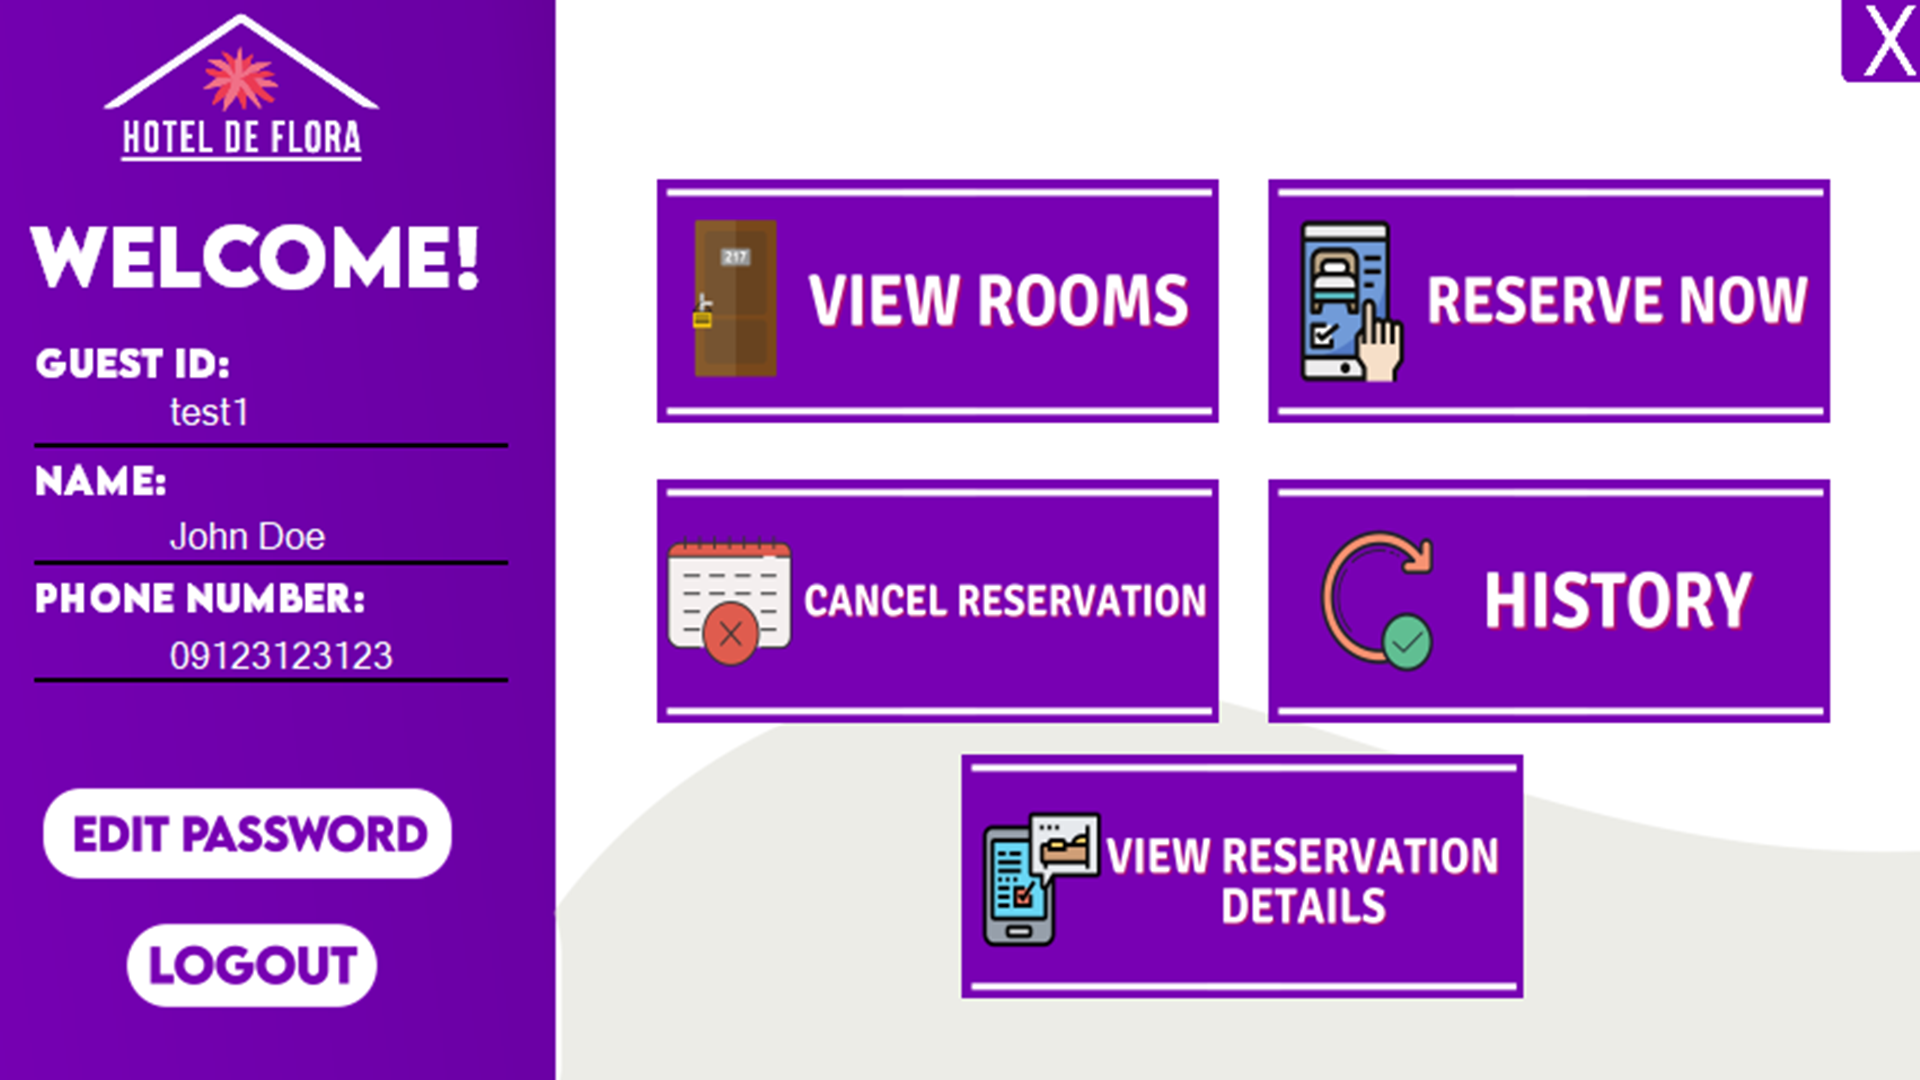 HOTEL DE FLORA
WELCOME!
GUEST ID:
test1
NAME:
John Doe
PHONE NUMBER:
09123123123
EDIT PASSWORD
LOGOUT
X
217
VIEW ROOMS
RESERVE NOW
CANCEL RESERVATION
HISTORY
VIEW RESERVATION
DETAILS